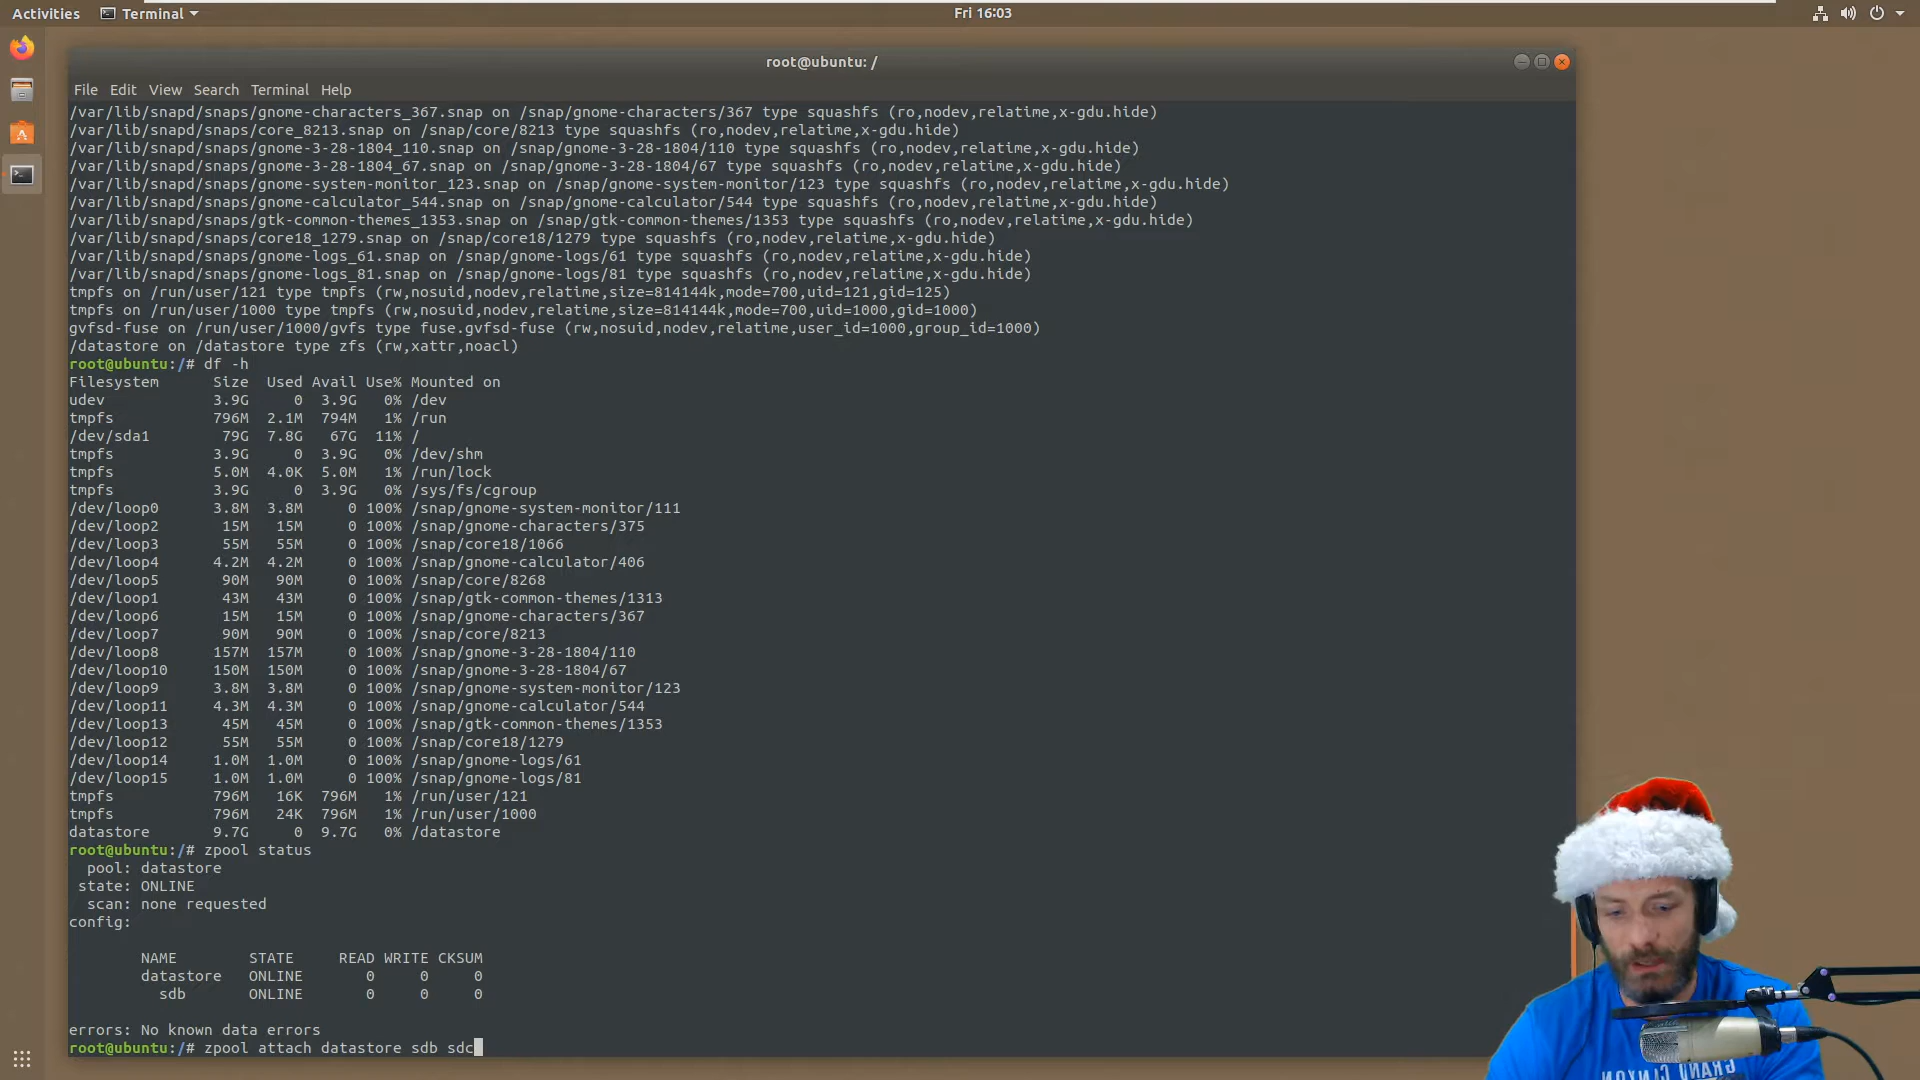 Activities Terminal Fri 16:03
root@ubuntu: /
File Edit View Search Terminal Help
/var/lib/snapd/snaps/gnome-characters_367.snap on /snap/gnome-characters/367 type squashfs (ro,nodev,relatime,x-gdu.hide)
/var/lib/snapd/snaps/core_8213.snap on /snap/core/8213 type squashfs (ro,nodev,relatime,x-gdu.hide)
/var/lib/snapd/snaps/gnome-3-28-1804_110.snap on /snap/gnome-3-28-1804/110 type squashfs (ro,nodev,relatime,x-gdu.hide)
/var/lib/snapd/snaps/gnome-3-28-1804_67.snap on /snap/gnome-3-28-1804/67 type squashfs (ro,nodev,relatime,x-gdu.hide)
/var/lib/snapd/snaps/gnome-system-monitor_123.snap on /snap/gnome-system-monitor/123 type squashfs (ro,nodev,relatime,x-gdu.hide)
/var/lib/snapd/snaps/gnome-calculator_544.snap on /snap/gnome-calculator/544 type squashfs (ro,nodev,relatime,x-gdu.hide)
/var/lib/snapd/snaps/gtk-common-themes_1353.snap on /snap/gtk-common-themes/1353 type squashfs (ro,nodev,relatime,x-gdu.hide)
/var/lib/snapd/snaps/core18_1279.snap on /snap/core18/1279 type squashfs (ro,nodev,relatime,x-gdu.hide)
/var/lib/snapd/snaps/gnome-logs_61.snap on /snap/gnome-logs/61 type squashfs (ro,nodev,relatime,x-gdu.hide)
/var/lib/snapd/snaps/gnome-logs_81.snap on /snap/gnome-logs/81 type squashfs (ro,nodev,relatime,x-gdu.hide)
tmpfs on /run/user/121 type tmpfs (rw,nosuid,nodev,relatime,size=814144k,mode=700,uid=121,gid=125)
tmpfs on /run/user/1000 type tmpfs (rw,nosuid,nodev,relatime,size=814144k,mode=700,uid=1000,gid=1000)
gvfsd-fuse on /run/user/1000/gvfs type fuse.gvfsd-fuse (rw,nosuid,nodev,relatime,user_id=1000,group_id=1000)
/datastore on /datastore type zfs (rw,xattr,noacl)
root@ubuntu:/# df -h
Filesystem Size Used Avail Use% Mounted on
udev 3.9G 0 3.9G 0% /dev
tmpfs 796M 2.1M 794M 1% /run
/dev/sda1 79G 7.8G 67G 11% /
tmpfs 3.9G 0 3.9G 0% /dev/shm
tmpfs 5.0M 4.0K 5.0M 1% /run/lock
tmpfs 3.9G 0 3.9G 0% /sys/fs/cgroup
/dev/loop0 3.8M 3.8M 0 100% /snap/gnome-system-monitor/111
/dev/loop2 15M 15M 0 100% /snap/gnome-characters/375
/dev/loop3 55M 55M 0 100% /snap/core18/1066
/dev/loop4 4.2M 4.2M 0 100% /snap/gnome-calculator/406
/dev/loop5 90M 90M 0 100% /snap/core/8268
/dev/loop1 43M 43M 0 100% /snap/gtk-common-themes/1313
/dev/loop6 15M 15M 0 100% /snap/gnome-characters/367
/dev/loop7 90M 90M 0 100% /snap/core/8213
/dev/loop8 157M 157M 0 100% /snap/gnome-3-28-1804/110
/dev/loop10 150M 150M 0 100% /snap/gnome-3-28-1804/67
/dev/loop9 3.8M 3.8M 0 100% /snap/gnome-system-monitor/123
/dev/loop11 4.3M 4.3M 0 100% /snap/gnome-calculator/544
/dev/loop13 45M 45M 0 100% /snap/gtk-common-themes/1353
/dev/loop12 55M 55M 0 100% /snap/core18/1279
/dev/loop14 1.0M 1.0M 0 100% /snap/gnome-logs/61
/dev/loop15 1.0M 1.0M 0 100% /snap/gnome-logs/81
tmpfs 796M 16K 796M 1% /run/user/121
tmpfs 796M 24K 796M 1% /run/user/1000
datastore 9.7G 0 9.7G 0% /datastore
root@ubuntu:/# zpool status
pool: datastore
state: ONLINE
scan: none requested
config:
NAME STATE READ WRITE CKSUM
datastore ONLINE 0 0 0
sdb ONLINE 0 0 0
errors: No known data errors
root@ubuntu:/# zpool attach datastore sdb sdc